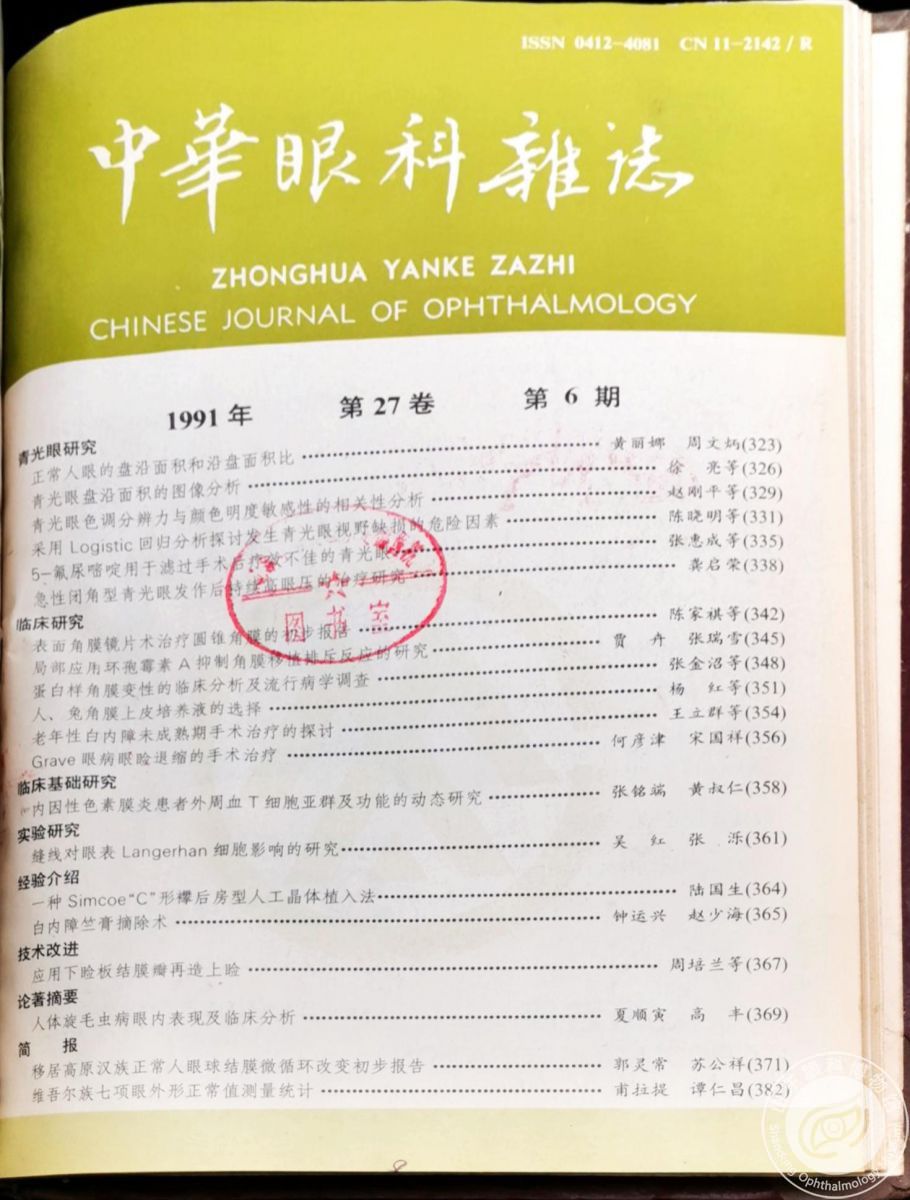 ISSN 0412-4081 CN 11-2142/R
中華眼科雜誌
ZHONGHUA YANKE ZAZHI
CHINESE JOURNAL OF OPHTHALMOLOGY
1991年 第27卷 第6期
青光眼研究
正常人眼的盘沿面积和沿盘面积比 黄丽娜 周文炳(323)
青光眼盘沿面积的图像分析 徐亮等(326)
青光眼色调分辨力与颜色明度敏感性的相关性分析 赵刚平等(329)
采用 Logistic 回归分析探讨发生青光眼视野缺损的危险因素 陈晓明等(331)
5-氟尿嘧啶用于滤过手术治疗效不佳的青光眼 张惠成等(335)
急性闭角型青光眼发作后持续高眼压的治疗研究 龚启荣(338)
临床研究
表面角膜镜片术治疗圆锥角膜的初步报告 陈家祺等(342)
局部应用环孢霉素A抑制角膜移植排斥反应的研究 贾卉 张瑞雪(345)
蛋白样角膜变性的临床分析及流行病学调查 张金沼等(348)
人、兔角膜上皮培养液的选择 杨红等(351)
老年性白内障未成熟期手术治疗的探讨 王立群等(354)
Grave 眼病眼睑退缩的手术治疗 何彦津 宋国祥(356)
临床基础研究
内因性色素膜炎患者外周血T细胞亚群及功能的动态研究 张铭端 黄叔仁(358)
实验研究
缝线对眼表 Langerhan 细胞影响的研究 吴红 张泺(361)
经验介绍
一种 Simcoe“C”形襻后房型人工晶体植入法 陆国生(364)
白内障竺膏摘除术 钟运兴 赵少海(365)
技术改进
应用下睑板结膜瓣再造上睑 周培兰等(367)
论著摘要
人体旋毛虫病眼内表现及临床分析 夏顺寅 高丰(369)
简报
移居高原汉族正常人眼球结膜微循环改变初步报告 郭灵常 苏公祥(371)
维吾尔族七项眼外形正常值测量统计 甫拉提 谭仁昌(382)
图书室